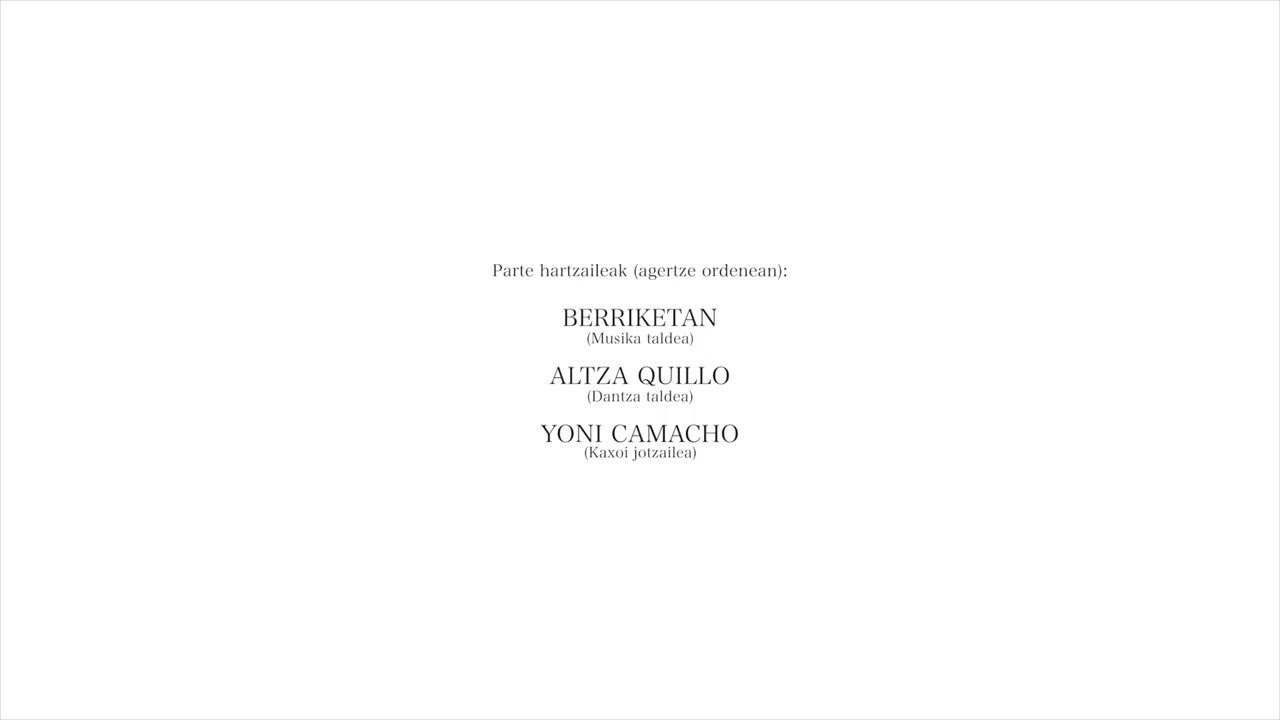 Parte hartzaileak (agertze ordenean):
BERRIKETAN
(Musika taldea)
ALTZA QUILLO
(Dantza taldea)
YONI CAMACHO
(Kaxoi jotzailea)